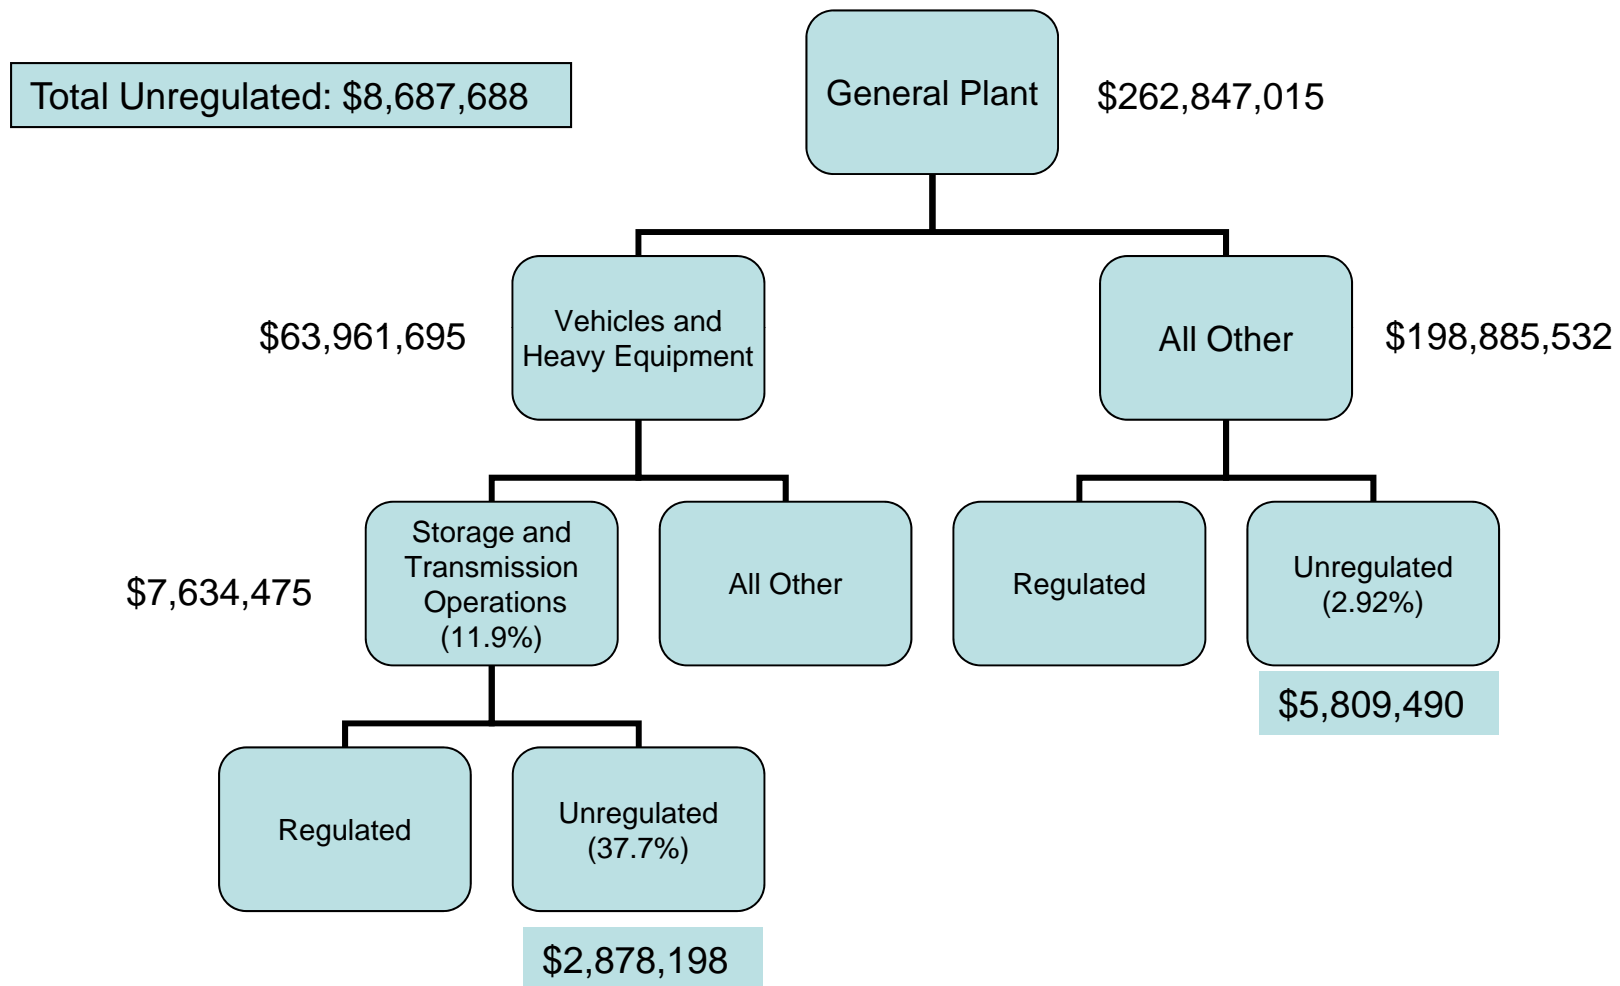 Total Unregulated: $8,687,688
General Plant
$262,847,015
$63,961,695
Vehicles and
Heavy Equipment
All Other
$198,885,532
$7,634,475
Storage and
Transmission
Operations
(11.9%)
All Other
Regulated
Unregulated
(2.92%)
$5,809,490
Regulated
Unregulated
(37.7%)
$2,878,198